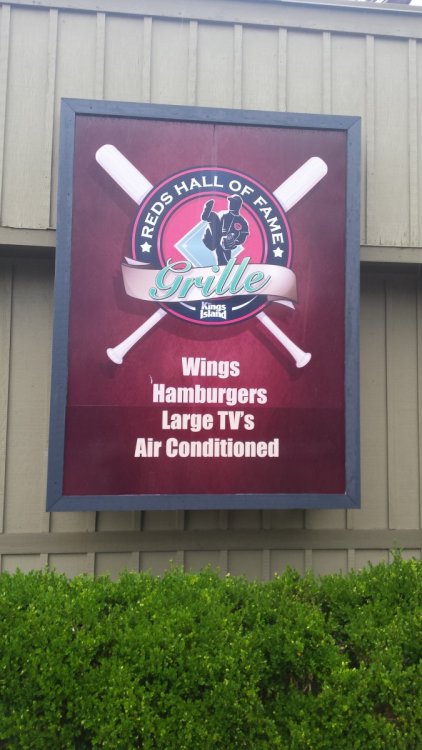 REDS HALL OF FAME
Grille
Kings
Island
Wings
Hamburgers
Large TV's
Air Conditioned